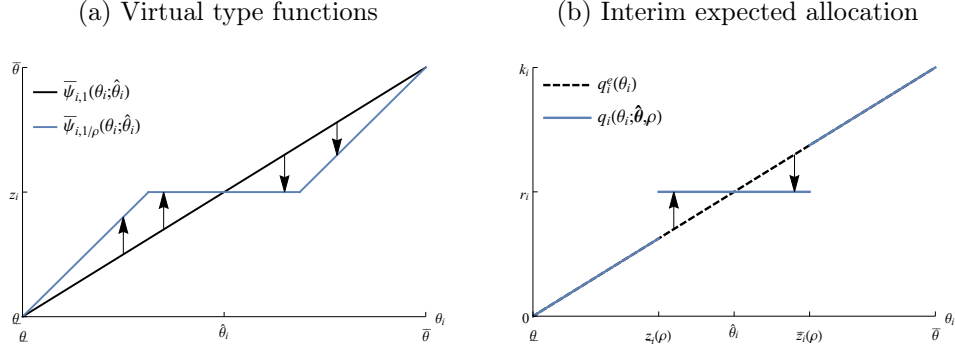 (a) Virtual type functions
θ̅
ψ̅ᵢ,₁(θᵢ;θ̂ᵢ)
ψ̅ᵢ,₁/ρ(θᵢ;θ̂ᵢ)
zᵢ
θ̲
θ̲
θ̂ᵢ
θ̅
θᵢ
(b) Interim expected allocation
kᵢ
qᵢᵉ(θᵢ)
qᵢ(θᵢ;θ̂,ρ)
rᵢ
0
θ̲
z̲ᵢ(ρ)
θ̂ᵢ
z̅ᵢ(ρ)
θ̅
θᵢ